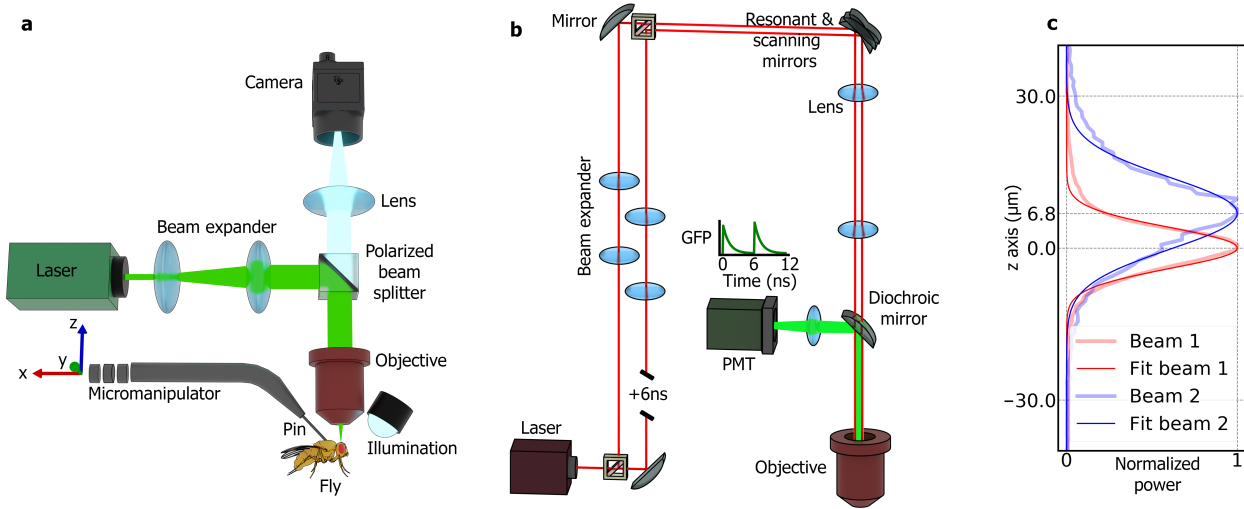 a
Camera
Lens
Beam expander
Laser
Polarized
beam
splitter
z
y
x
Micromanipulator
Objective
Pin
Illumination
Fly
b
Mirror
Resonant &
scanning
mirrors
Lens
Beam expander
GFP
0
6
12
Time (ns)
Diochroic
mirror
PMT
+6ns
Laser
Objective
c
z axis (µm)
30.0
6.8
0.0
−30.0
Beam 1
Fit beam 1
Beam 2
Fit beam 2
0
1
Normalized
power